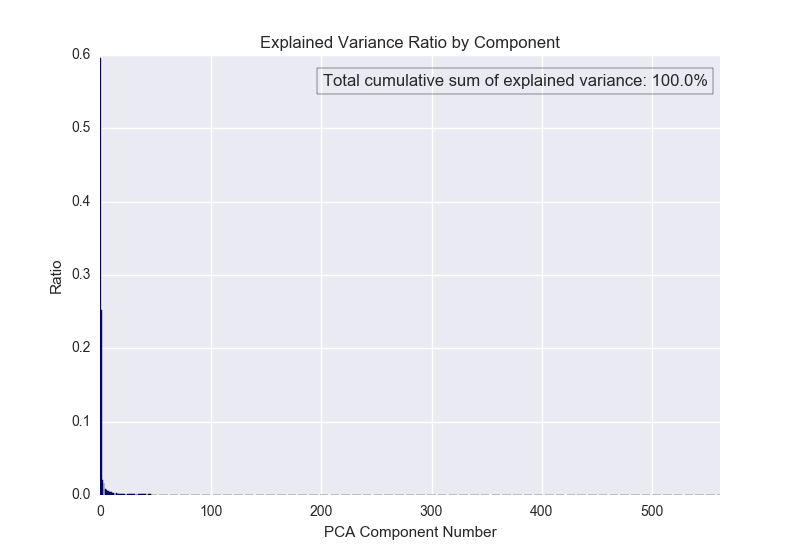 Explained Variance Ratio by Component
Total cumulative sum of explained variance: 100.0%
0.6
0.5
0.4
0.3
0.2
0.1
0.0
Ratio
0 100 200 300 400 500
PCA Component Number